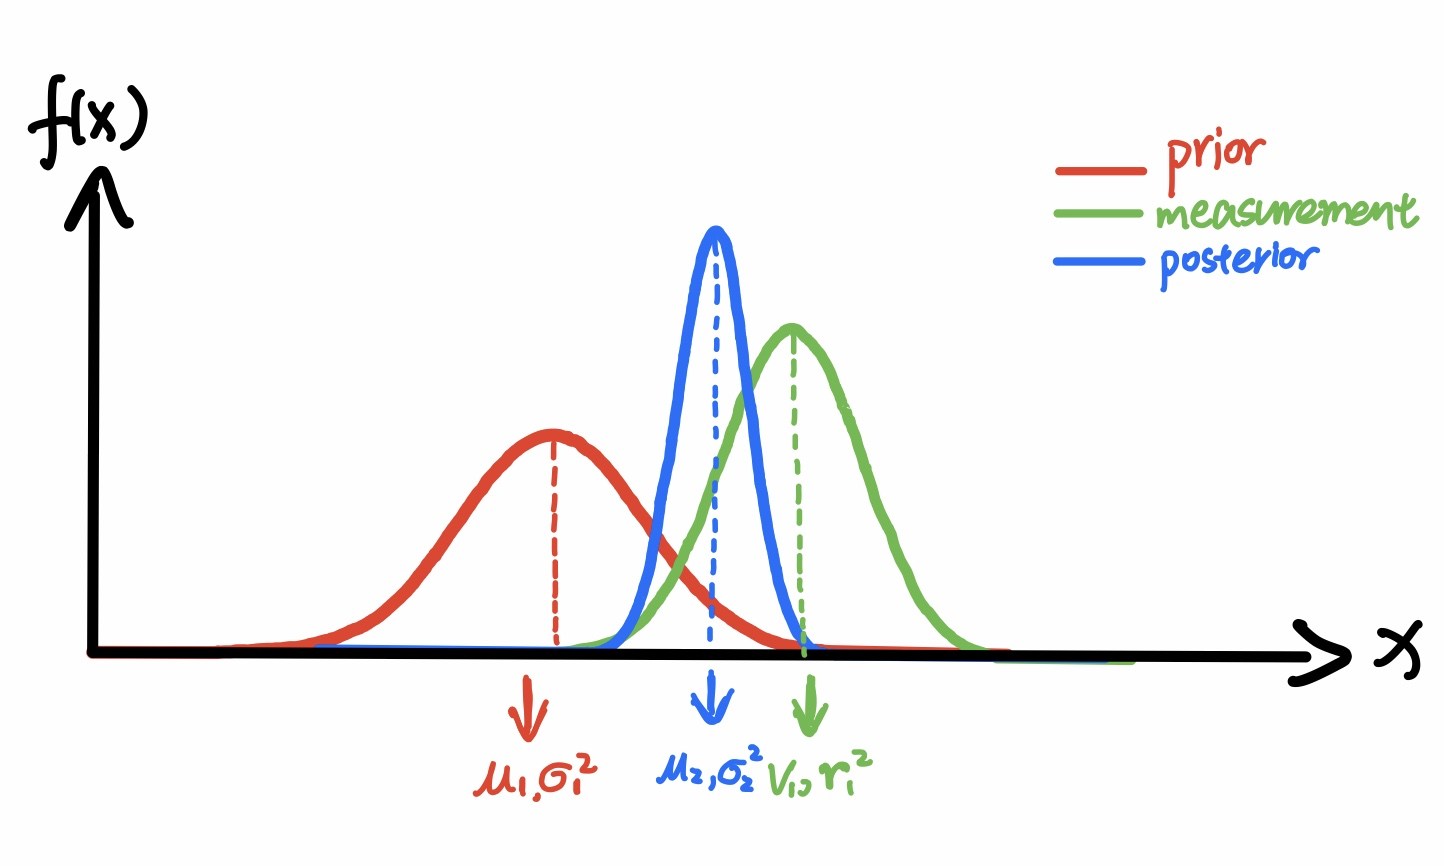 f(x)
prior
measurement
posterior
x
μ₁,σ₁²
μ₂,σ₂²
v₁,r₁²